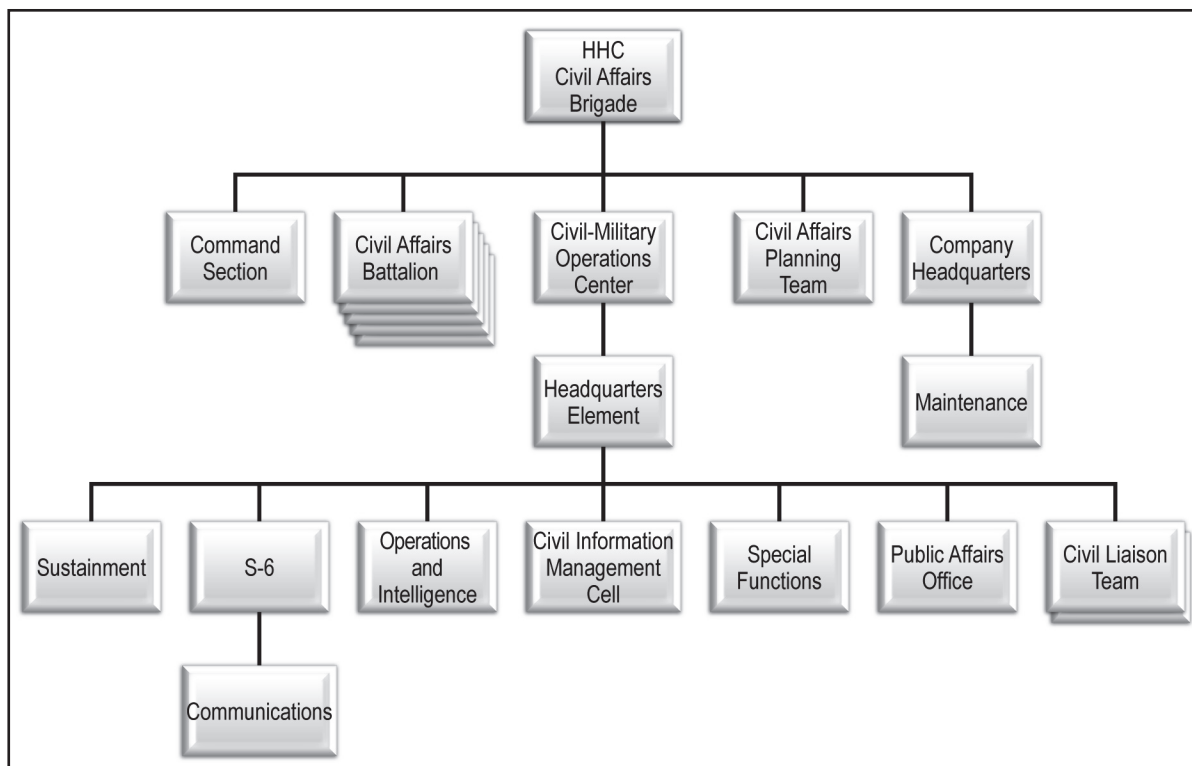 HHC
Civil Affairs
Brigade
Command
Section
Civil Affairs
Battalion
Civil-Military
Operations
Center
Civil Affairs
Planning
Team
Company
Headquarters
Headquarters
Element
Maintenance
Sustainment
S-6
Operations
and
Intelligence
Civil Information
Management
Cell
Special
Functions
Public Affairs
Office
Civil Liaison
Team
Communications